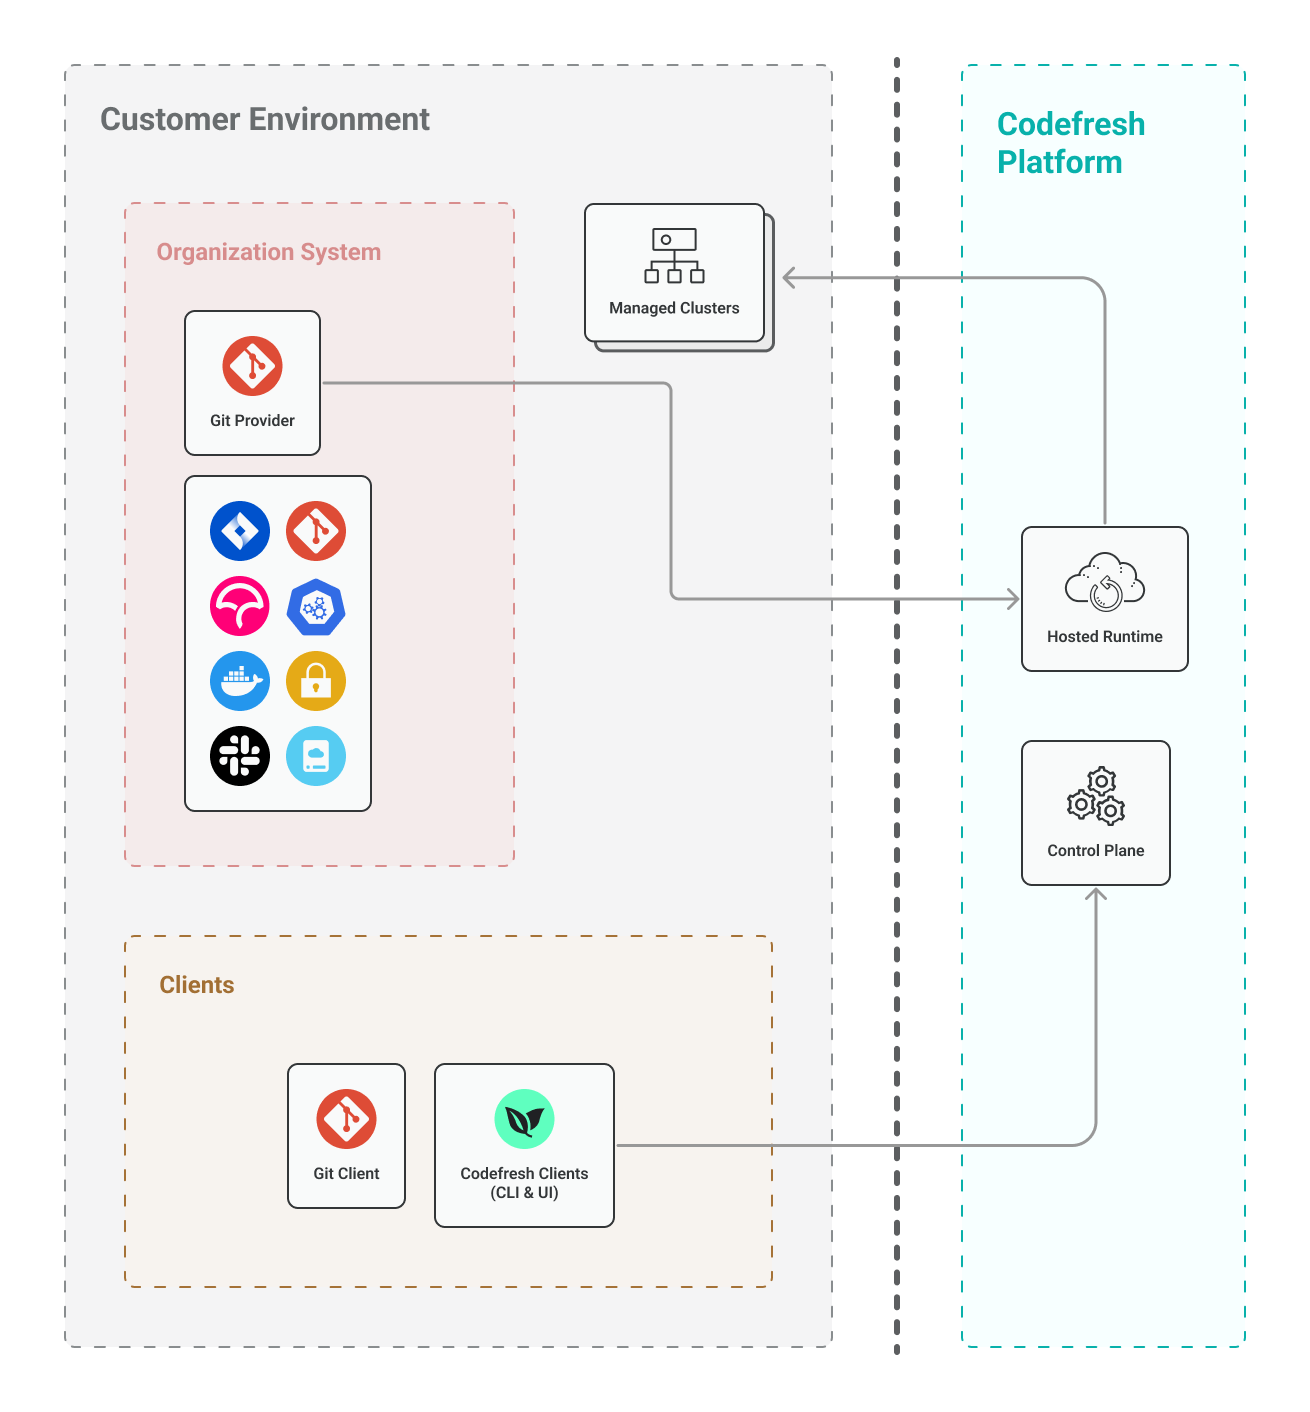 Customer Environment
Codefresh
Platform
Organization System
Managed Clusters
Git Provider
Hosted Runtime
Control Plane
Clients
Git Client
Codefresh Clients
(CLI & UI)